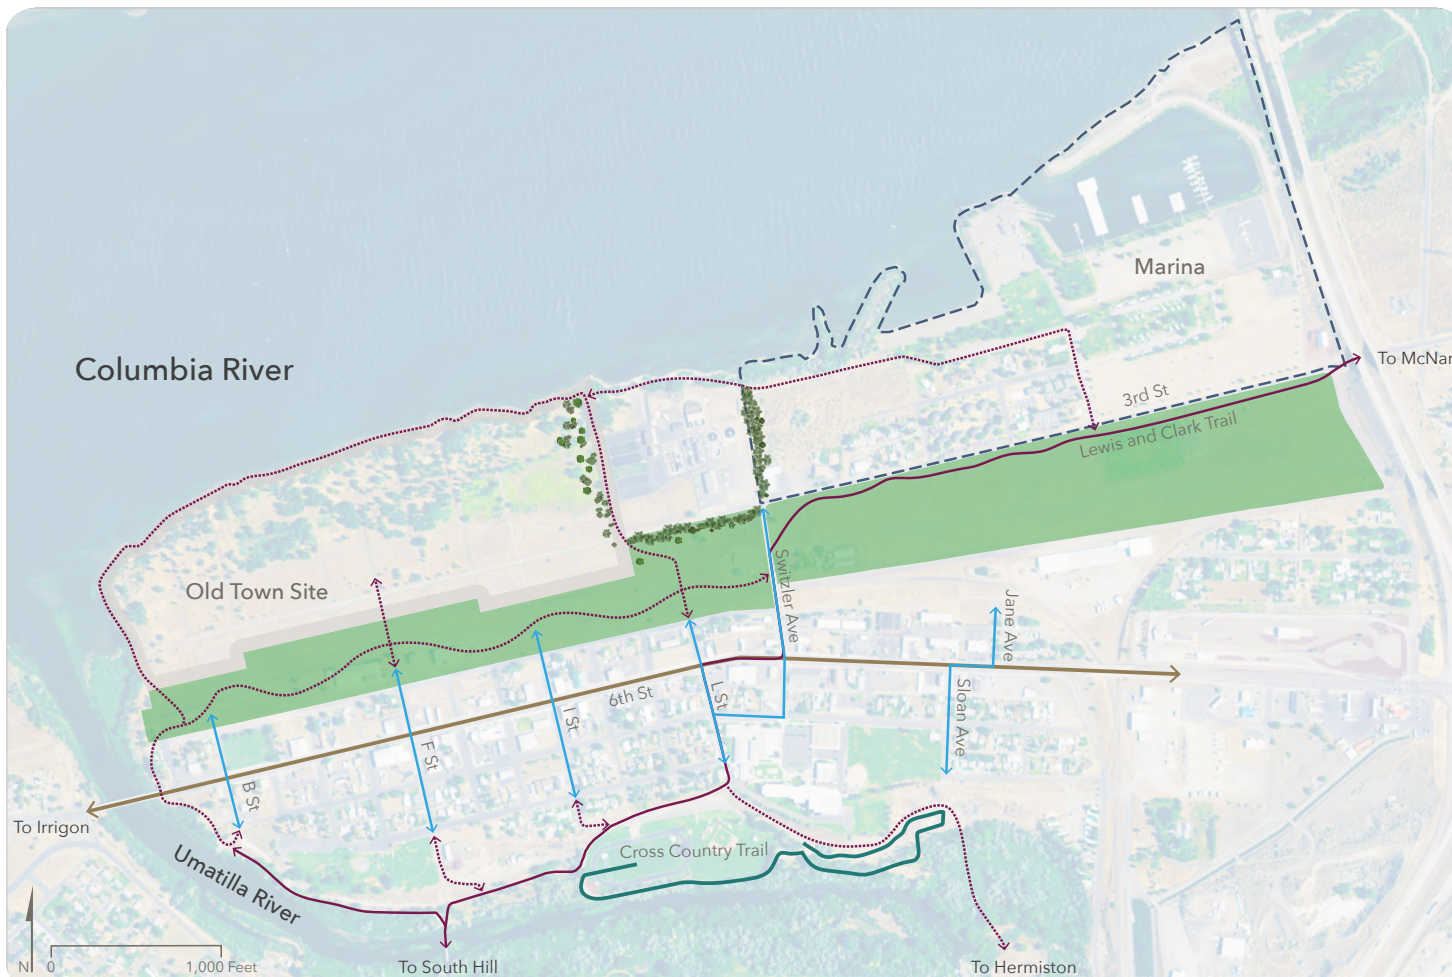 Marina
Columbia River
To McNar
3rd St
Lewis and Clark Trail
Switzler Ave
Old Town Site
Jane Ave
6th St
L St
I St
Sloan Ave
F St
B St
To Irrigon
Umatilla River
Cross Country Trail
N
0
1,000 Feet
To South Hill
To Hermiston